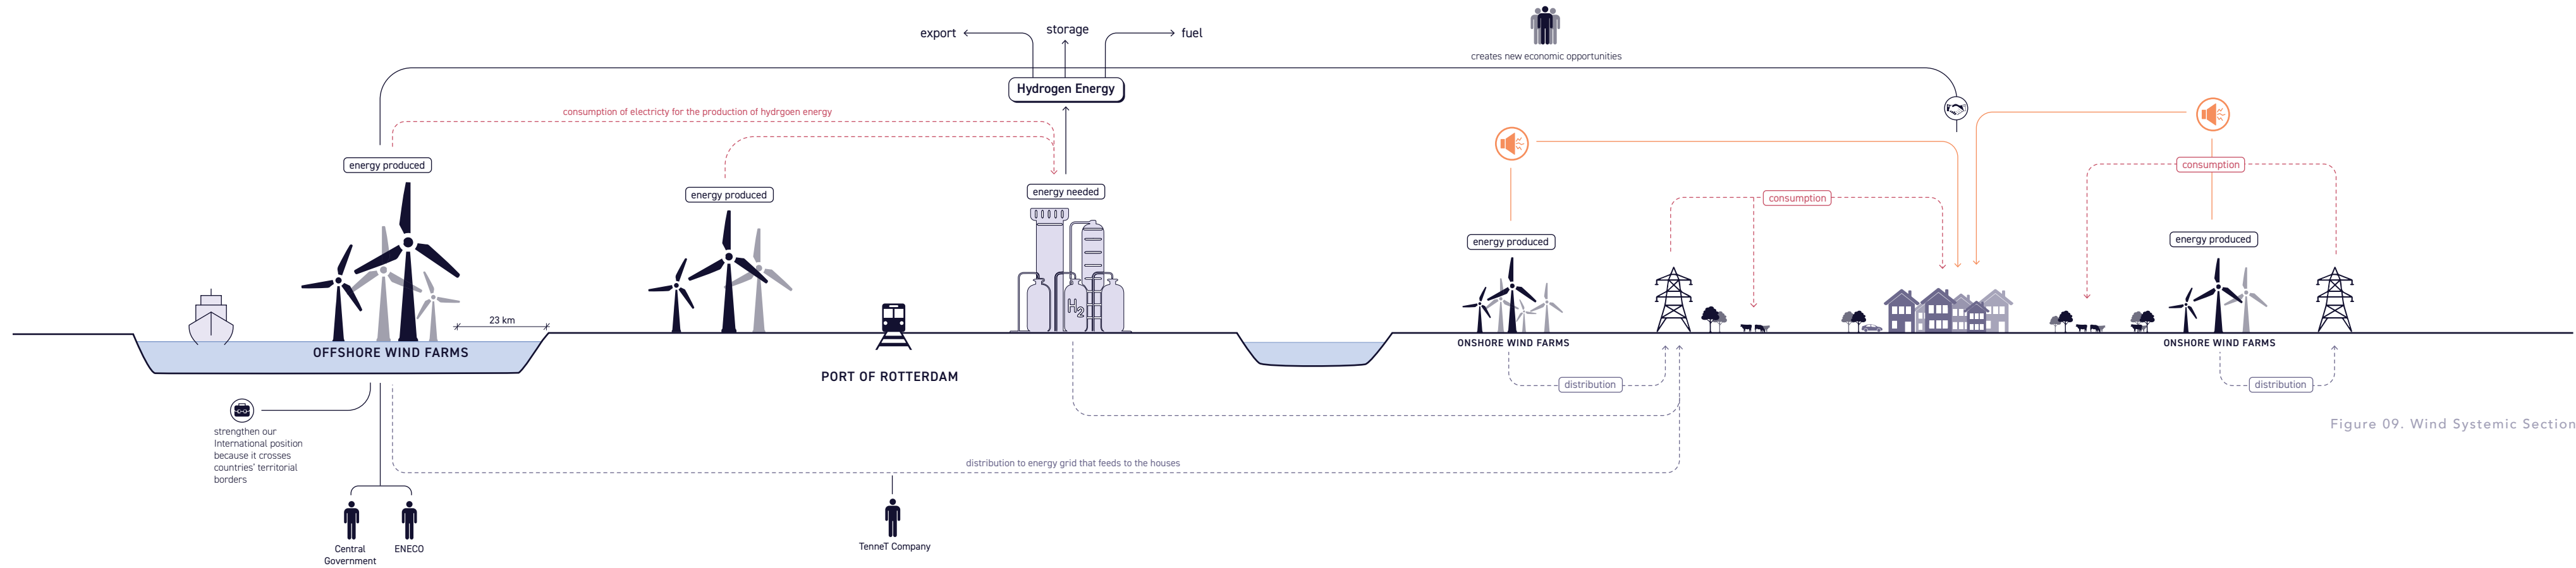 export
storage
fuel
creates new economic opportunities
Hydrogen Energy
consumption of electricty for the production of hydrgoen energy
energy produced
energy produced
energy needed
consumption
consumption
energy produced
energy produced
H2
23 km
OFFSHORE WIND FARMS
PORT OF ROTTERDAM
ONSHORE WIND FARMS
ONSHORE WIND FARMS
distribution
distribution
strengthen our
International position
because it crosses
countries' territorial
borders
Figure 09. Wind Systemic Section
distribution to energy grid that feeds to the houses
Central
Government
ENECO
TenneT Company